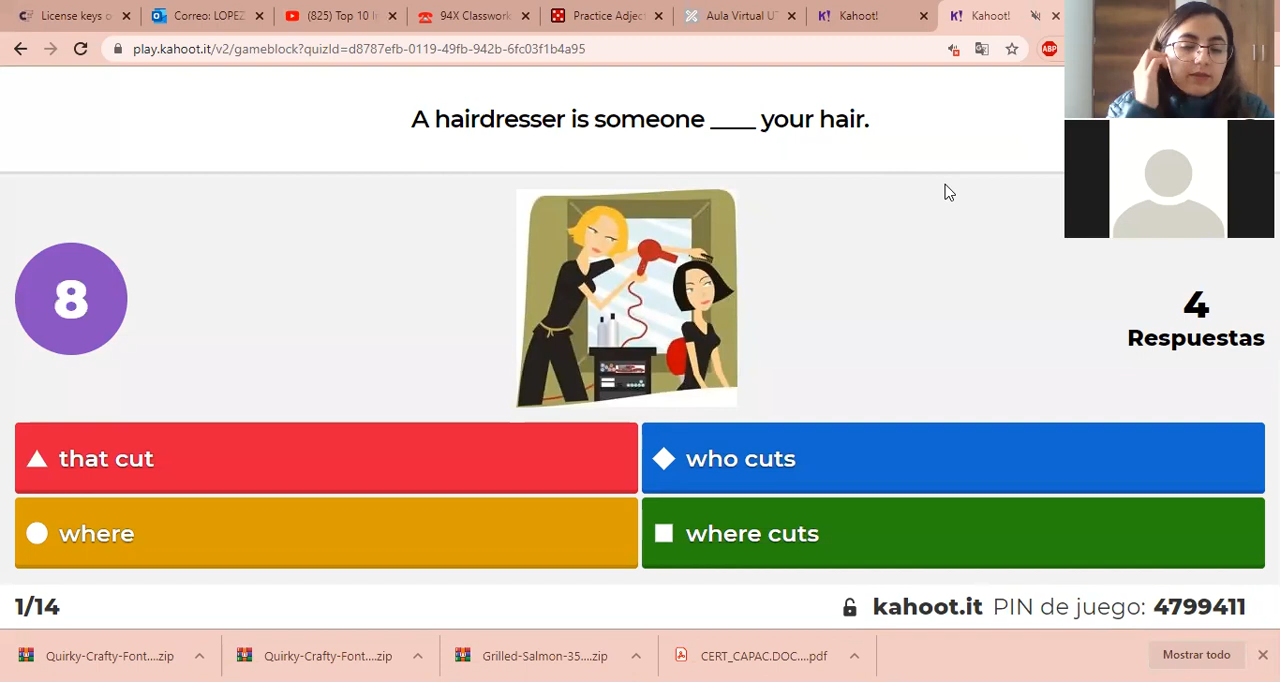 License keys o
Correo: LOPEZ
(825) Top 10 I
94X Classwork
Practice Adjec
Aula Virtual U
Kahoot!
Kahoot!
play.kahoot.it/v2/gameblock?quizId=d8787efb-0119-49fb-942b-6fc03f1b4a95
ABP
A hairdresser is someone ____ your hair.
8
4
Respuestas
that cut
who cuts
where
where cuts
1/14
kahoot.it PIN de juego: 4799411
Quirky-Crafty-Font....zip
Quirky-Crafty-Font....zip
Grilled-Salmon-35....zip
CERT_CAPAC.DOC....pdf
Mostrar todo